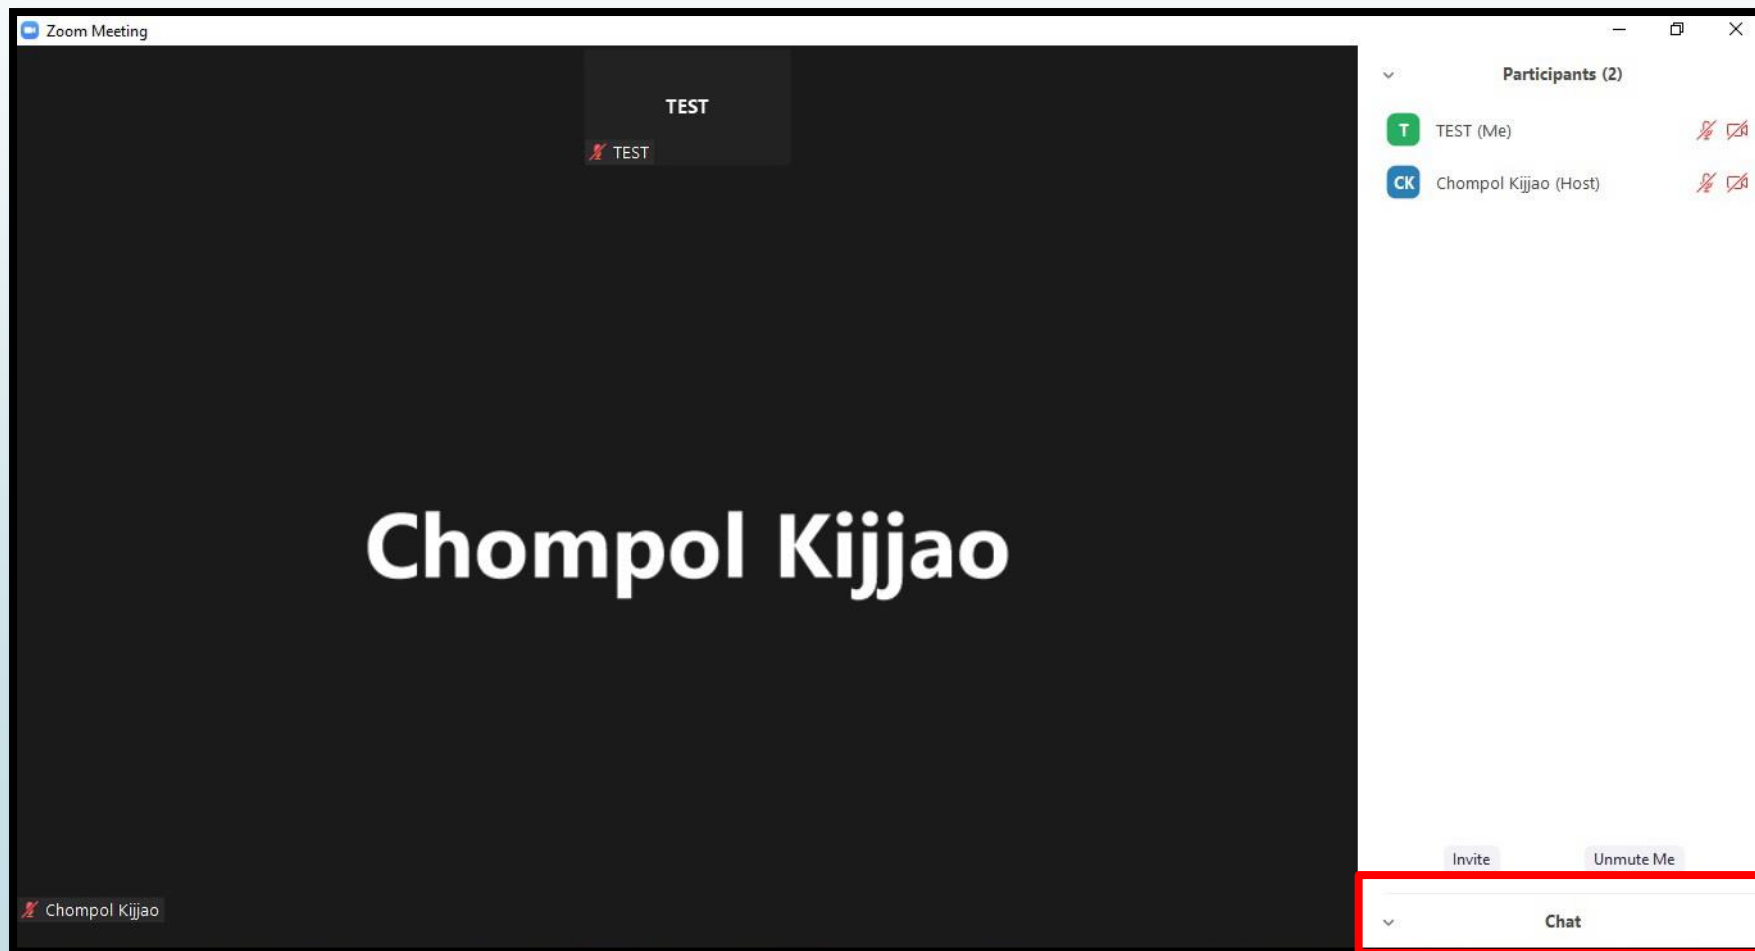 Zoom Meeting
TEST
TEST
Chompol Kijjao
Chompol Kijjao
Participants (2)
T TEST (Me)
CK Chompol Kijjao (Host)
Invite Unmute Me
Chat